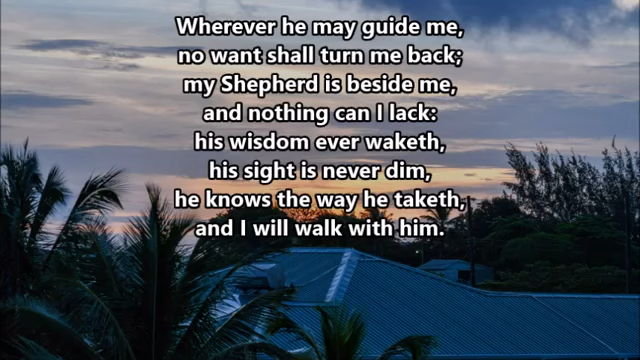 Wherever he may guide me,
no want shall turn me back;
my Shepherd is beside me,
and nothing can I lack:
his wisdom ever waketh,
his sight is never dim,
he knows the way he taketh,
and I will walk with him.